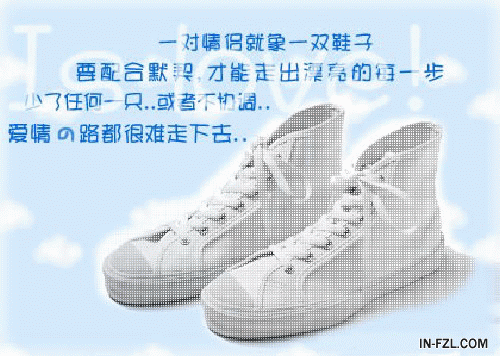 Is love!
一对情侣就象一双鞋子
要配合默契,才能走出漂亮的每一步
少了任何一只..或者不协调..
爱情の路都很难走下去..
IN-FZL.COM